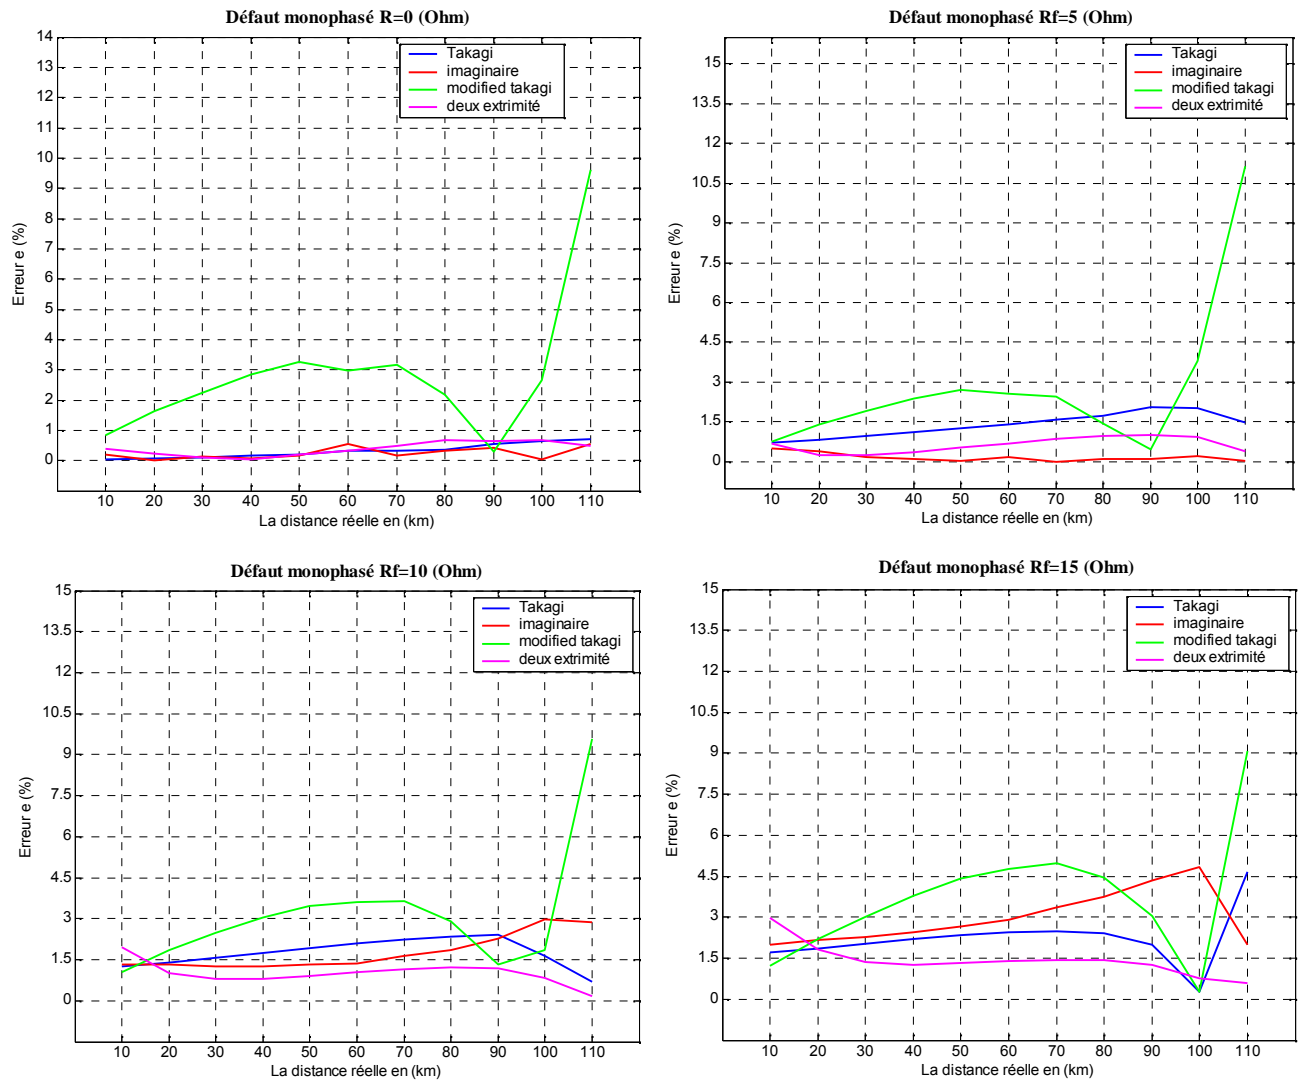 Défaut monophasé R=0 (Ohm)
14
13
12
11
10
9
8
7
6
5
4
3
2
1
0
Erreur e (%)
Takagi
imaginaire
modified takagi
deux extrimité
10 20 30 40 50 60 70 80 90 100 110
La distance réelle en (km)
Défaut monophasé Rf=5 (Ohm)
15
13.5
12
10.5
9
7.5
6
4.5
3
1.5
0
Erreur e (%)
Takagi
imaginaire
modified takagi
deux extrimité
10 20 30 40 50 60 70 80 90 100 110
La distance réelle en (km)
Défaut monophasé Rf=10 (Ohm)
15
13.5
12
10.5
9
7.5
6
4.5
3
1.5
0
Erreur e (%)
Takagi
imaginaire
modified takagi
deux extrimité
10 20 30 40 50 60 70 80 90 100 110
La distance réelle en (km)
Défaut monophasé Rf=15 (Ohm)
15
13.5
12
10.5
9
7.5
6
4.5
3
1.5
0
Erreur e (%)
Takagi
imaginaire
modified takagi
deux extrimité
10 20 30 40 50 60 70 80 90 100 110
La distance réelle en (km)